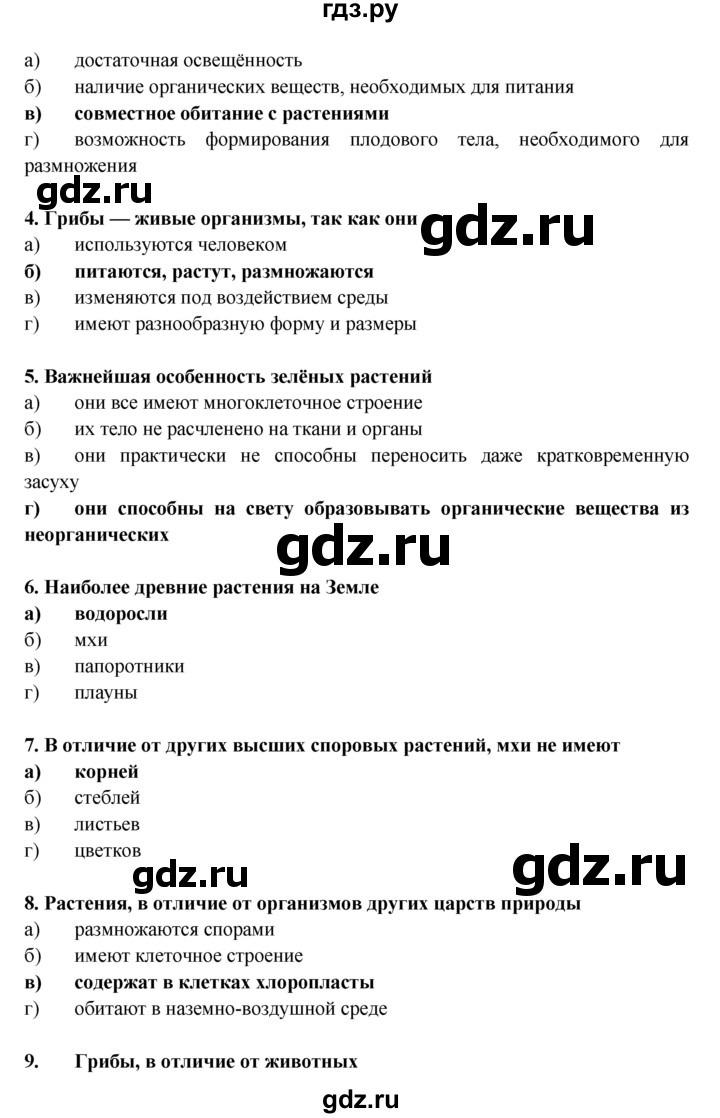 гдз.ру
а) достаточная освещённость
б) наличие органических веществ, необходимых для питания
в) совместное обитание с растениями
г) возможность формирования плодового тела, необходимого для
размножения
gdz.ru
4. Грибы — живые организмы, так как они
gdz.ru
а) используются человеком
б) питаются, растут, размножаются
в) изменяются под воздействием среды
г) имеют разнообразную форму и размеры
5. Важнейшая особенность зелёных растений
а) они все имеют многоклеточное строение
б) их тело не расчленено на ткани и органы
в) они практически не способны переносить даже кратковременную
засуху
г) они способны на свету образовывать органические вещества из
неорганических
gdz.ru
6. Наиболее древние растения на Земле
а) водоросли
б) мхи
в) папоротники
г) плауны
7. В отличие от других высших споровых растений, мхи не имеют
а) корней
б) стеблей
в) листьев
г) цветков
gdz.ru
gdz.ru
8. Растения, в отличие от организмов других царств природы
а) размножаются спорами
б) имеют клеточное строение
в) содержат в клетках хлоропласты
г) обитают в наземно-воздушной среде
9. Грибы, в отличие от животных
gdz.ru